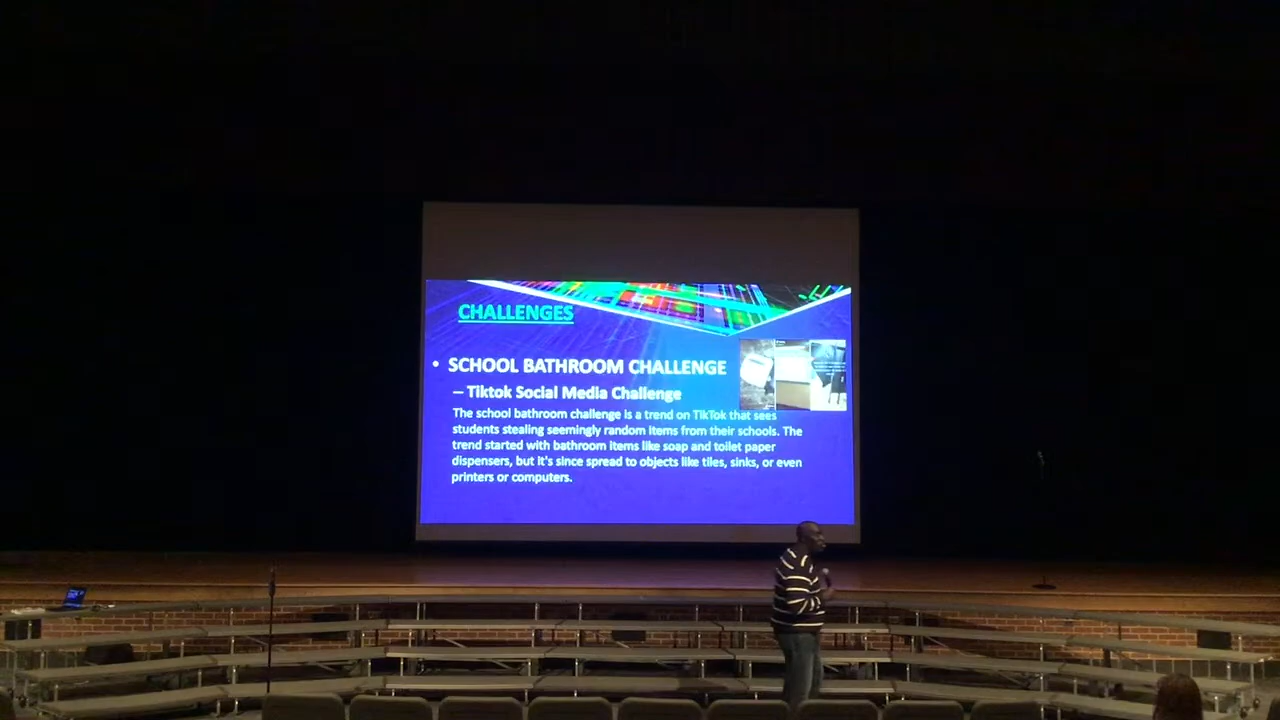 CHALLENGES
• SCHOOL BATHROOM CHALLENGE
– Tiktok Social Media Challenge
The school bathroom challenge is a trend on TikTok that sees
students stealing seemingly random items from their schools. The
trend started with bathroom items like soap and toilet paper
dispensers, but it's since spread to objects like tiles, sinks, or even
printers or computers.